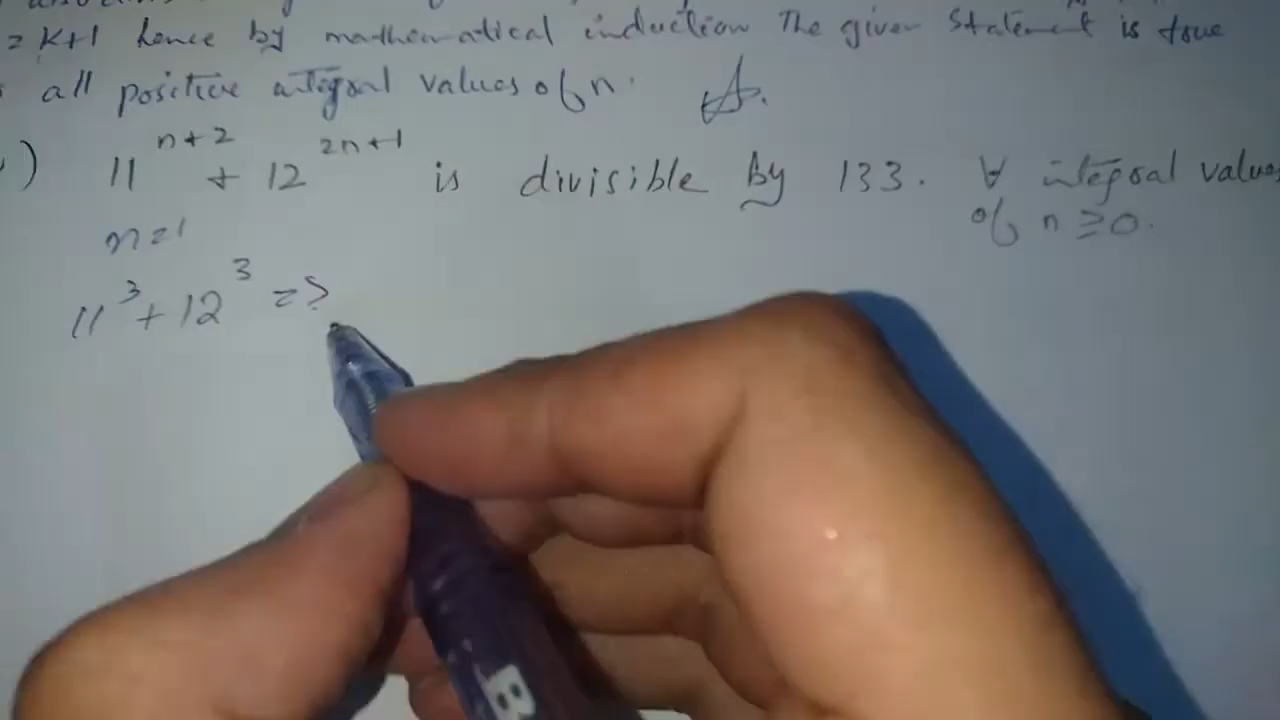 = K+1 hence by mathematical induction The given Statement is true
all positive integral values of n.
) 11^{n+2} + 12^{2n+1} is divisible by 133. ∀ integral values
of n ≥ 0.
n = 1
11^3 + 12^3 = ?
B